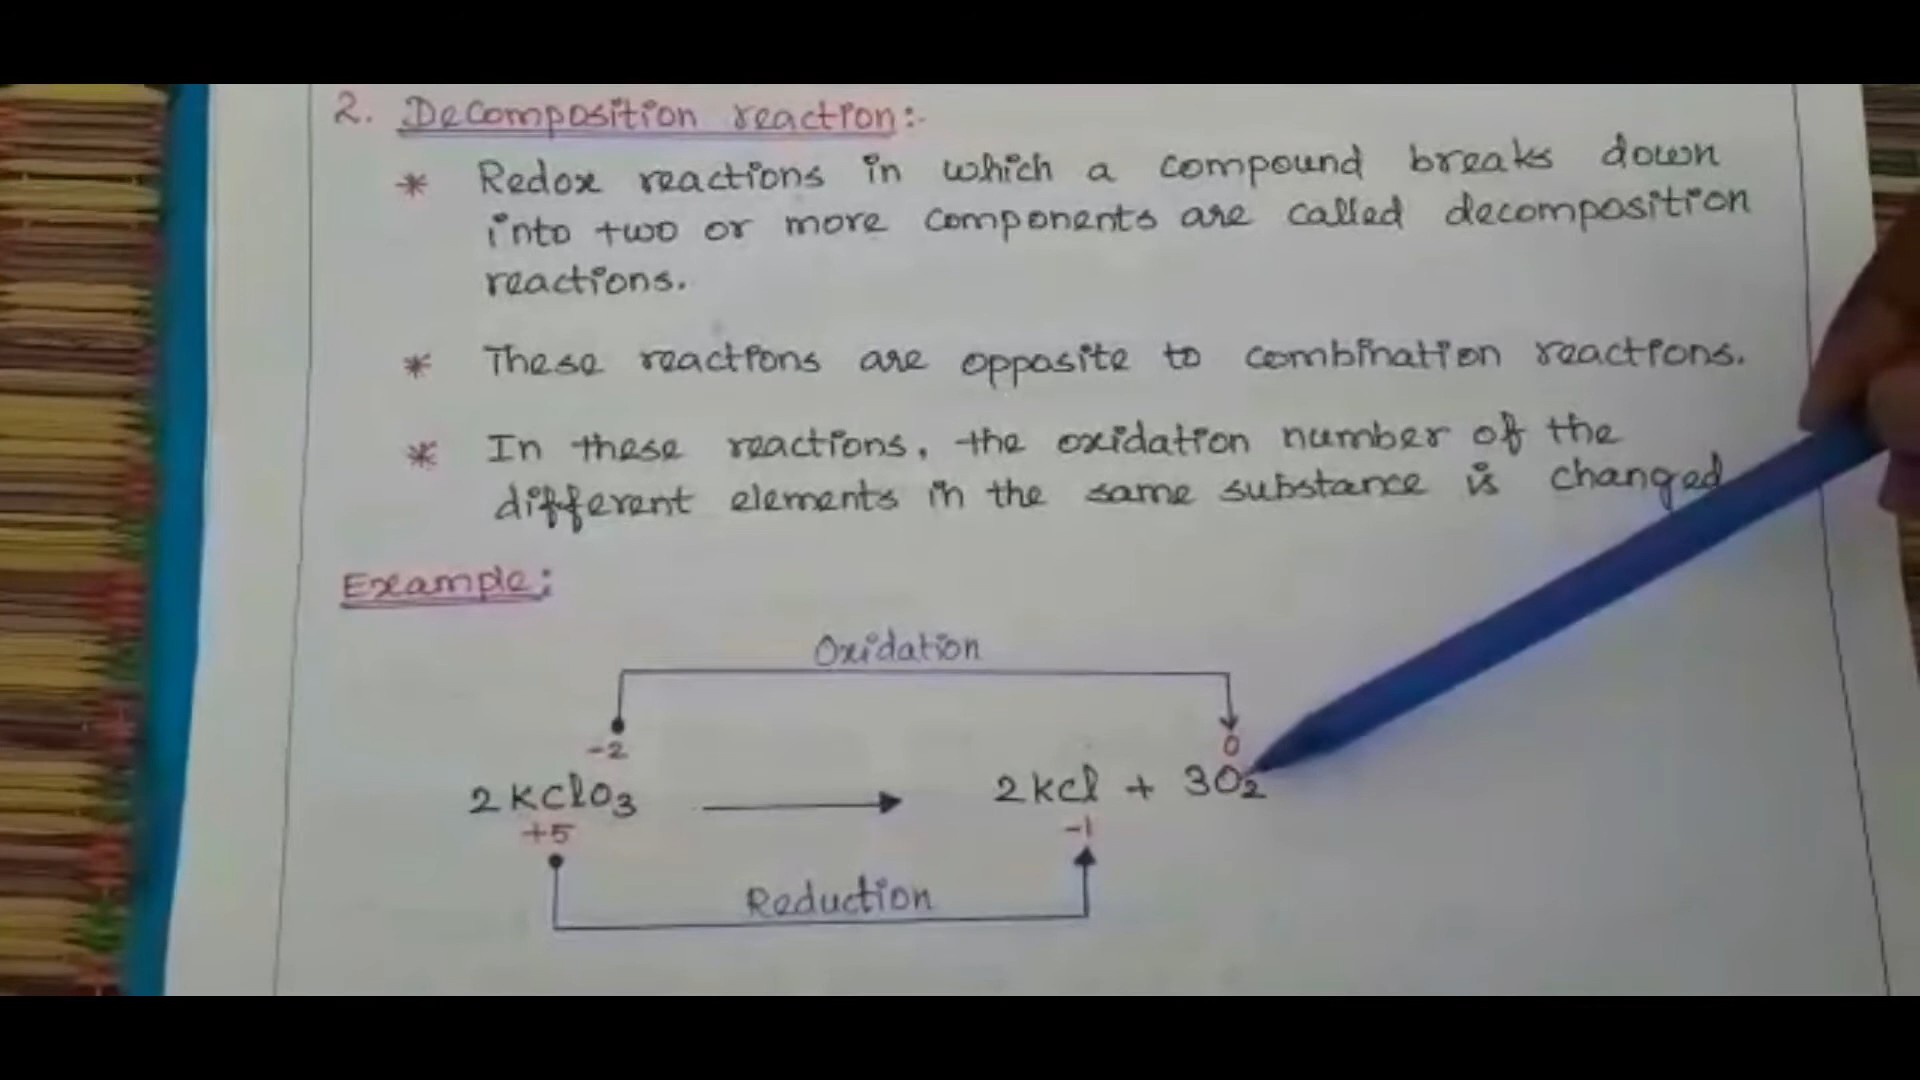 2. Decomposition reaction:-
* Redox reactions in which a compound breaks down
into two or more components are called decomposition
reactions.
* These reactions are opposite to combination reactions.
* In these reactions, the oxidation number of the
different elements in the same substance is changed
Example:
Oxidation
-2 0
2KClO3 → 2KCl + 3O2
+5 -1
Reduction